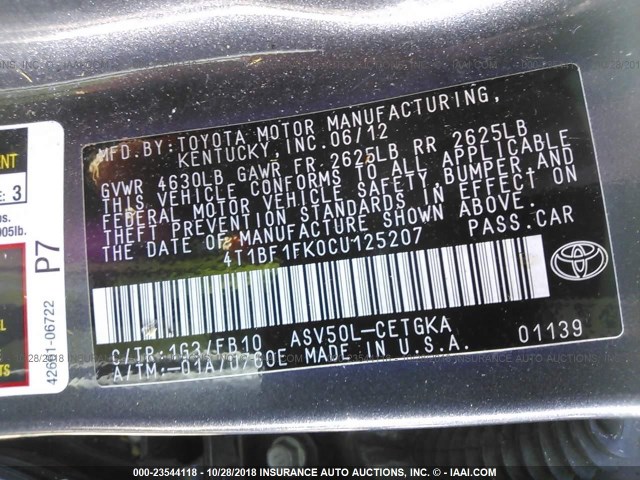 MFD.BY:TOYOTA MOTOR MANUFACTURING,
KENTUCKY, INC. 06/12
GVWR 4630LB GAWR FR 2625LB RR 2625LB
THIS VEHICLE CONFORMS TO ALL APPLICABLE
FEDERAL MOTOR VEHICLE SAFETY, BUMPER, AND
THEFT PREVENTION STANDARDS IN EFFECT ON
THE DATE OF MANUFACTURE SHOWN ABOVE.
4T1BF1FK0CU125207 PASS.CAR
C/TR:1G3/FB10 ASV50L-CETGKA
A/TM:-01A/U760E MADE IN U.S.A. 01139
3
P7
42661-06722
000-23544118 - 10/28/2018 - INSURANCE AUTO AUCTIONS, INC. - © - IAAI.COM